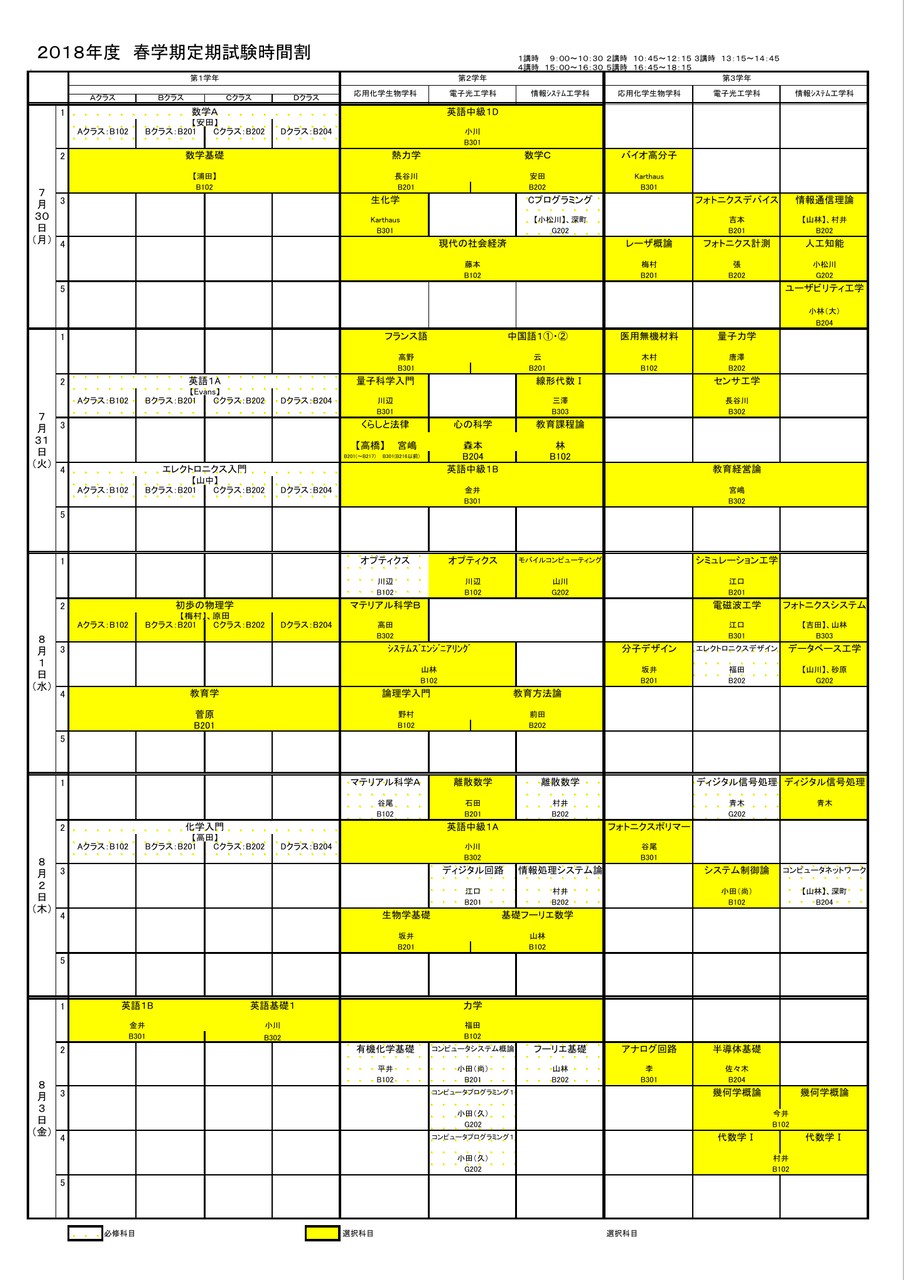 2018年度 春学期定期試験時間割
1講時 9:00～10:30 2講時 10:45～12:15 3講時 13:15～14:45
4講時 15:00～16:30 5講時 16:45～18:15
第1学年 第2学年 第3学年
Aクラス Bクラス Cクラス Dクラス 応用化学生物学科 電子光工学科 情報システム工学科 応用化学生物学科 電子光工学科 情報システム工学科
7月30日(月)
1 数学A 英語中級1D
【安田】 小川
Aクラス:B102 Bクラス:B201 Cクラス:B202 Dクラス:B204 B301
2 数学基礎 熱力学 数学C バイオ高分子
【浦田】 長谷川 安田 Karthaus
B102 B201 B202 B301
3 生化学 Cプログラミング フォトニクスデバイス 情報通信理論
Karthaus 【小松川】、深町 吉本 【山林】、村井
B301 G202 B201 B202
4 現代の社会経済 レーザ概論 フォトニクス計測 人工知能
藤本 梅村 張 小松川
B102 B201 B202 G202
5 ユーザビリティ工学
小林(大)
B204
7月31日(火)
1 フランス語 中国語1①・② 医用無機材料 量子力学
高野 云 木村 唐澤
B301 B201 B102 B202
2 英語1A 量子科学入門 線形代数Ⅰ センサ工学
【Evans】 川辺 三澤 長谷川
Aクラス:B102 Bクラス:B201 Cクラス:B202 Dクラス:B204 B301 B303 B302
3 くらしと法律 心の科学 教育課程論
【高橋】 宮嶋 森本 林
B201(～B217) B301(B216以前) B204 B102
4 エレクトロニクス入門 英語中級1B 教育経営論
【山中】 金井 宮嶋
Aクラス:B102 Bクラス:B201 Cクラス:B202 Dクラス:B204 B301 B302
5
8月1日(水)
1 オプティクス オプティクス モバイルコンピューティング シミュレーション工学
川辺 川辺 山川 江口
B102 B102 G202 B201
2 初歩の物理学 マテリアル科学B 電磁波工学 フォトニクスシステム
【梅村】、原田 高田 江口 【吉田】、山林
Aクラス:B102 Bクラス:B201 Cクラス:B202 Dクラス:B204 B302 B301 B303
3 システムズエンジニアリング 分子デザイン エレクトロニクスデザイン データベース工学
山林 坂井 福田 【山川】、砂原
B102 B201 B202 G202
4 教育学 論理学入門 教育方法論
菅原 野村 前田
B201 B102 B202
5
8月2日(木)
1 マテリアル科学A 離散数学 離散数学 ディジタル信号処理 ディジタル信号処理
谷尾 石田 村井 青木 青木
B102 B201 B202 G202
2 化学入門 英語中級1A フォトニクスポリマー
【高田】 小川 谷尾
Aクラス:B102 Bクラス:B201 Cクラス:B202 Dクラス:B204 B302 B301
3 ディジタル回路 情報処理システム論 システム制御論 コンピュータネットワーク
江口 村井 小田(尚) 【山林】、深町
B201 B202 B102 B204
4 生物学基礎 基礎フーリエ数学
坂井 山林
B201 B102
5
8月3日(金)
1 英語1B 英語基礎1 力学
金井 小川 福田
B301 B302 B102
2 有機化学基礎 コンピュータシステム概論 フーリエ基礎 アナログ回路 半導体基礎
平井 小田(尚) 山林 李 佐々木
B102 B201 B202 B301 B204
3 コンピュータプログラミング1 幾何学概論 幾何学概論
小田(久) 今井
G202 B102
4 コンピュータプログラミング1 代数学Ⅰ 代数学Ⅰ
小田(久) 村井
G202 B102
5
必修科目 選択科目 選択科目